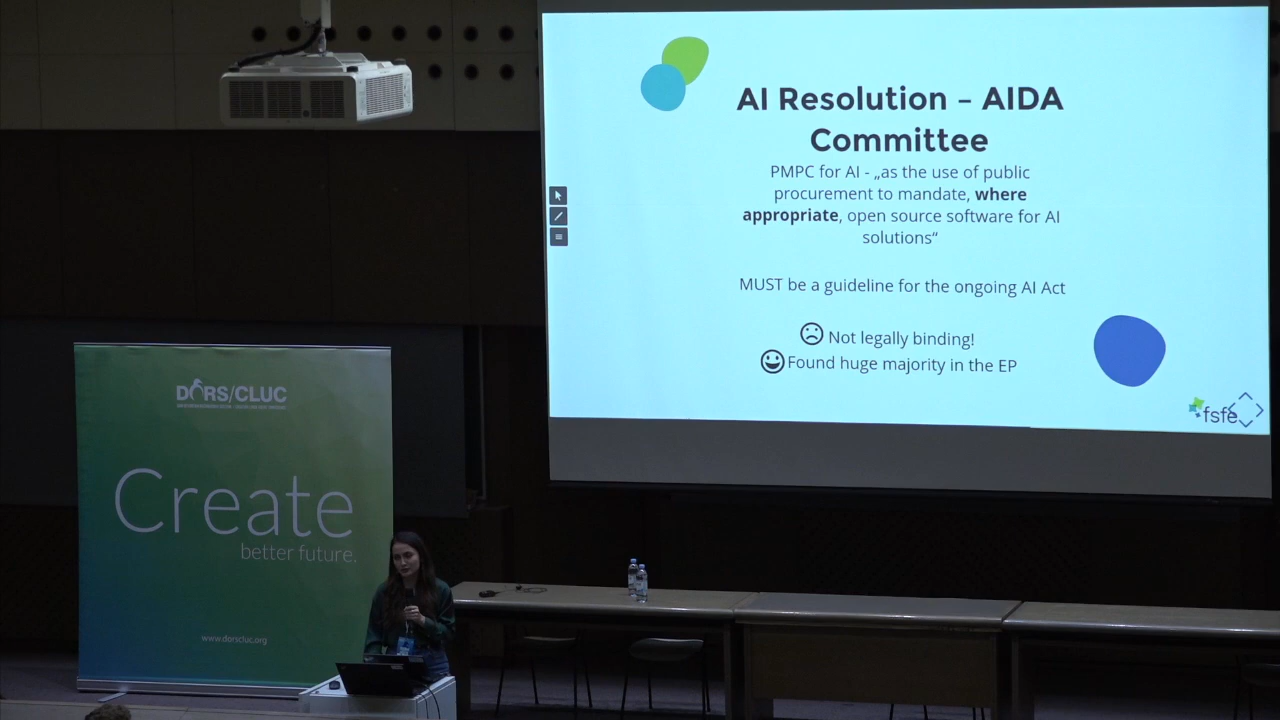 AI Resolution – AIDA
Committee
PMPC for AI - „as the use of public
procurement to mandate, where
appropriate, open source software for AI
solutions“
MUST be a guideline for the ongoing AI Act
Not legally binding!
Found huge majority in the EP
fsfe
DORS/CLUC
Create
better future.
www.dorscluc.org